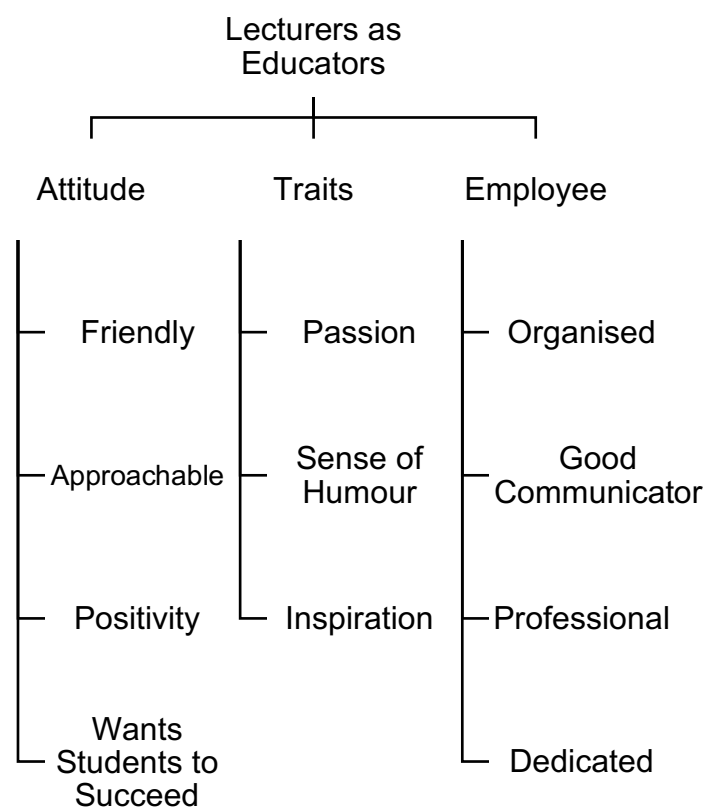 Lecturers as
Educators
Attitude
Traits
Employee
Friendly
Passion
Organised
Approachable
Sense of
Humour
Good
Communicator
Positivity
Inspiration
Professional
Wants
Students to
Succeed
Dedicated